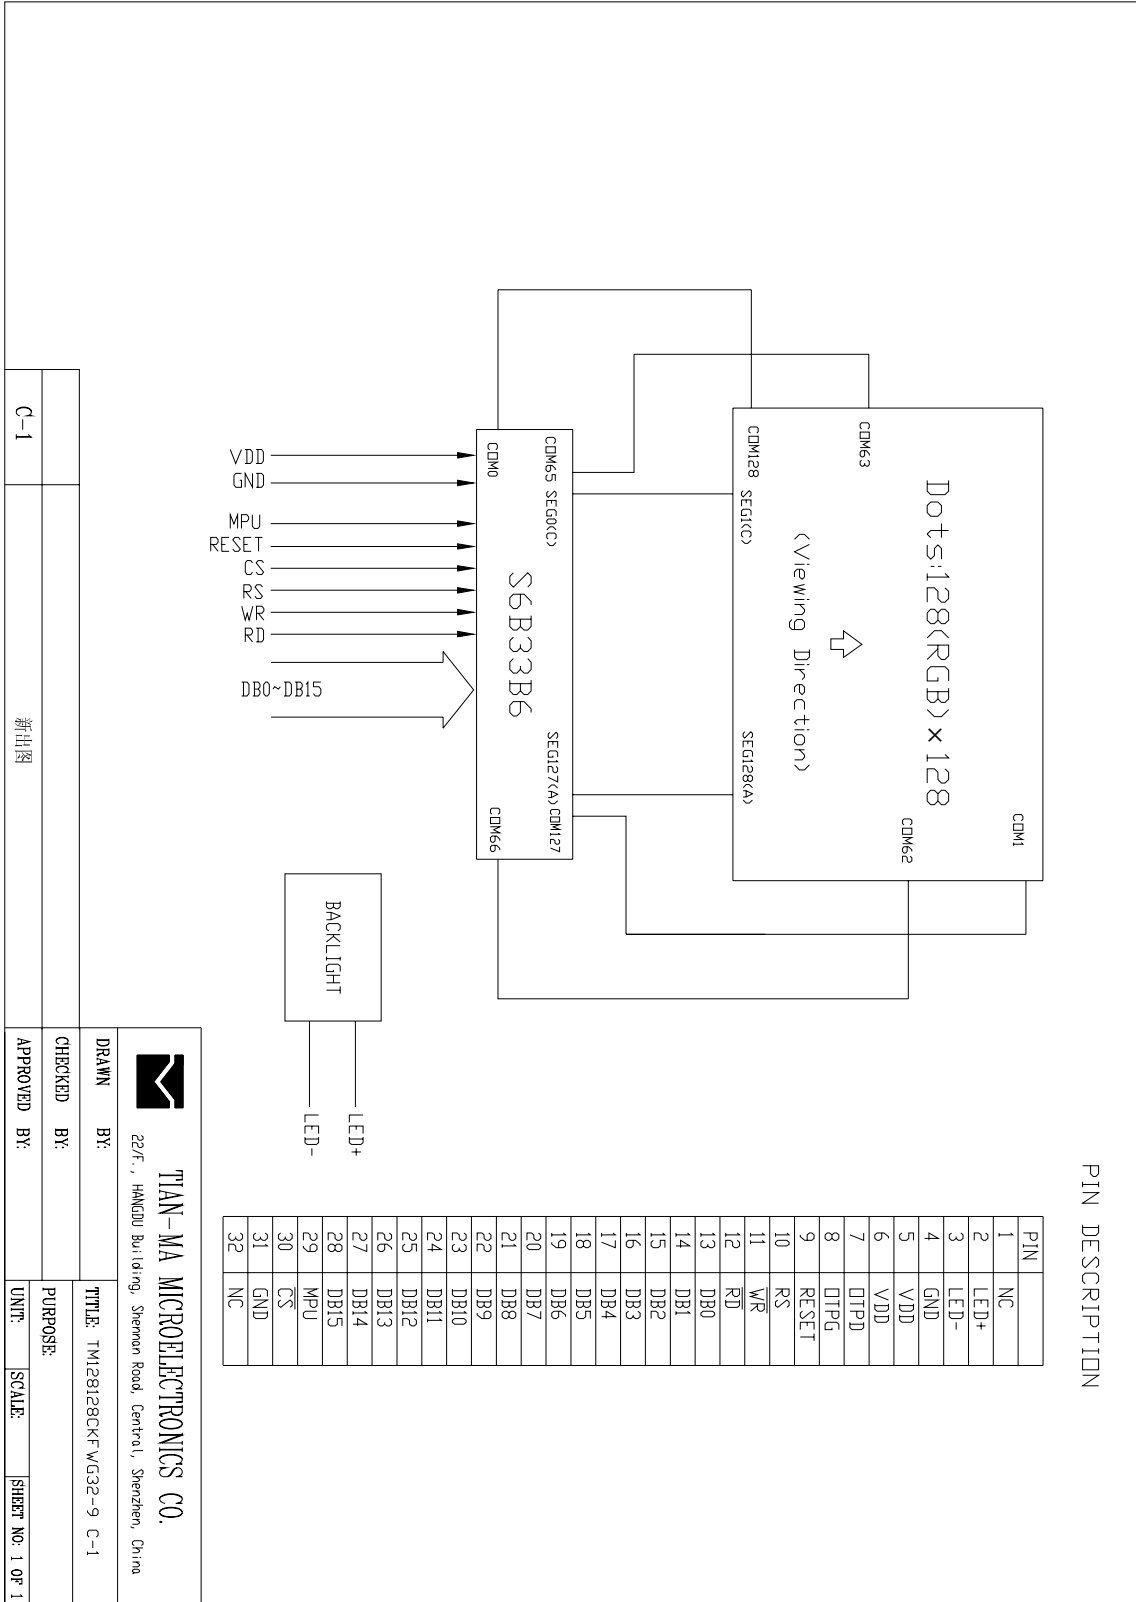 PIN DESCRIPTION
PIN
1 NC
2 LED+
3 LED-
4 GND
5 VDD
6 VDD
7 OTPD
8 OTPG
9 RESET
10 RS
11 WR
12 RD
13 DB0
14 DB1
15 DB2
16 DB3
17 DB4
18 DB5
19 DB6
20 DB7
21 DB8
22 DB9
23 DB10
24 DB11
25 DB12
26 DB13
27 DB14
28 DB15
29 MPU
30 CS
31 GND
32 NC
COM1
Dots:128(RGB)×128
COM62
COM63
(Viewing Direction)
COM128 SEG1(C)
SEG128(A)
COM65 SEG0(C)
SEG127(A) COM127
S6B33B6
COM0
COM66
VDD
GND
MPU
RESET
CS
RS
WR
RD
DB0~DB15
BACKLIGHT
LED+
LED-
TIAN-MA MICROELECTRONICS CO.
22/F., HANGDU Building, Shennan Road, Central, Shenzhen, China
DRAWN BY:
TITLE: TM128128CKFWG32-9 C-1
CHECKED BY:
PURPOSE:
C-1
新出图
APPROVED BY:
UNIT:
SCALE:
SHEET NO: 1 OF 1